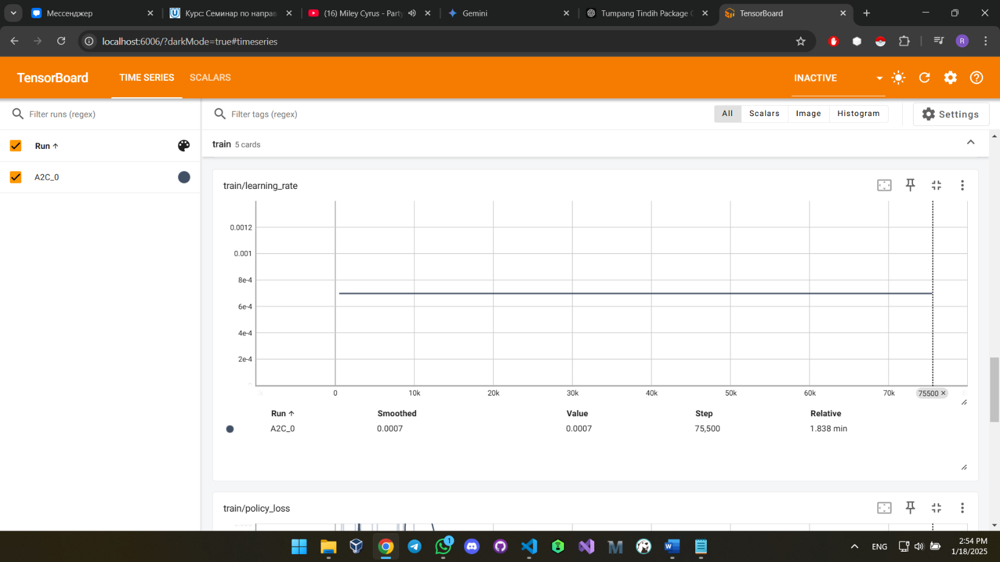 Мессенджер
Курс: Семинар по направ
(16) Miley Cyrus - Party
Gemini
Tumpang Tindih Package
TensorBoard
localhost:6006/?darkMode=true#timeseries
R
TensorBoard
TIME SERIES
SCALARS
INACTIVE
Filter runs (regex)
Filter tags (regex)
All
Scalars
Image
Histogram
Settings
Run
train 5 cards
A2C_0
train/learning_rate
0.0012
0.001
8e-4
6e-4
4e-4
2e-4
0 10k 20k 30k 40k 50k 60k 70k 75500
Run Smoothed Value Step Relative
A2C_0 0.0007 0.0007 75,500 1.838 min
train/policy_loss
1
ENG
2:54 PM
1/18/2025